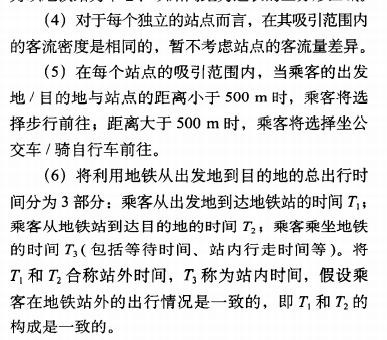 （4）对于每个独立的站点而言，在其吸引范围内
的客流密度是相同的，暂不考虑站点的客流量差异。
（5）在每个站点的吸引范围内，当乘客的出发
地/目的地与站点的距离小于 500 m 时，乘客将选
择步行前往；距离大于 500 m 时，乘客将选择坐公
交车/骑自行车前往。
（6）将利用地铁从出发地到目的地的总出行时
间分为 3 部分：乘客从出发地到达地铁站的时间 T₁；
乘客从地铁站到达目的地的时间 T₂；乘客乘坐地铁
的时间 T₃（包括等待时间、站内行走时间等）。将
T₁ 和 T₂ 合称站外时间，T₃ 称为站内时间，假设乘
客在地铁站外的出行情况是一致的，即 T₁ 和 T₂ 的
构成是一致的。